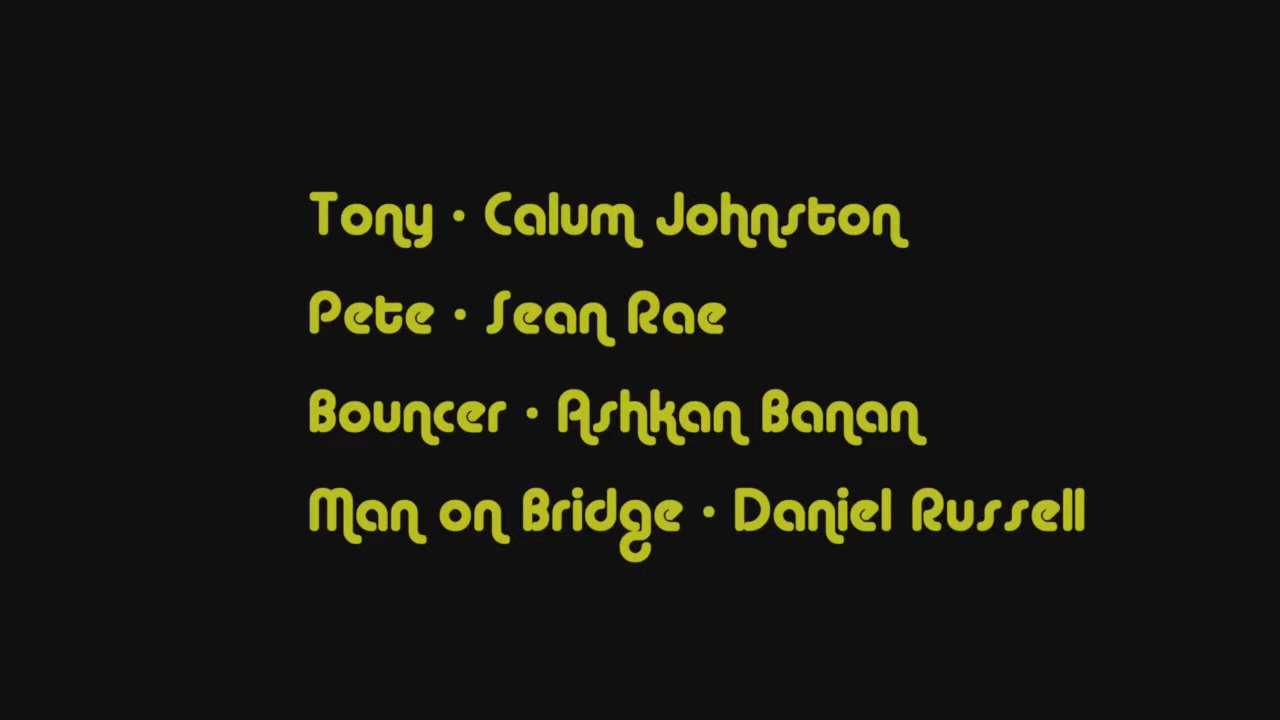 Tony • Calum Johnston
Pete • Sean Rae
Bouncer • Ashkan Banan
Man on Bridge • Daniel Russell